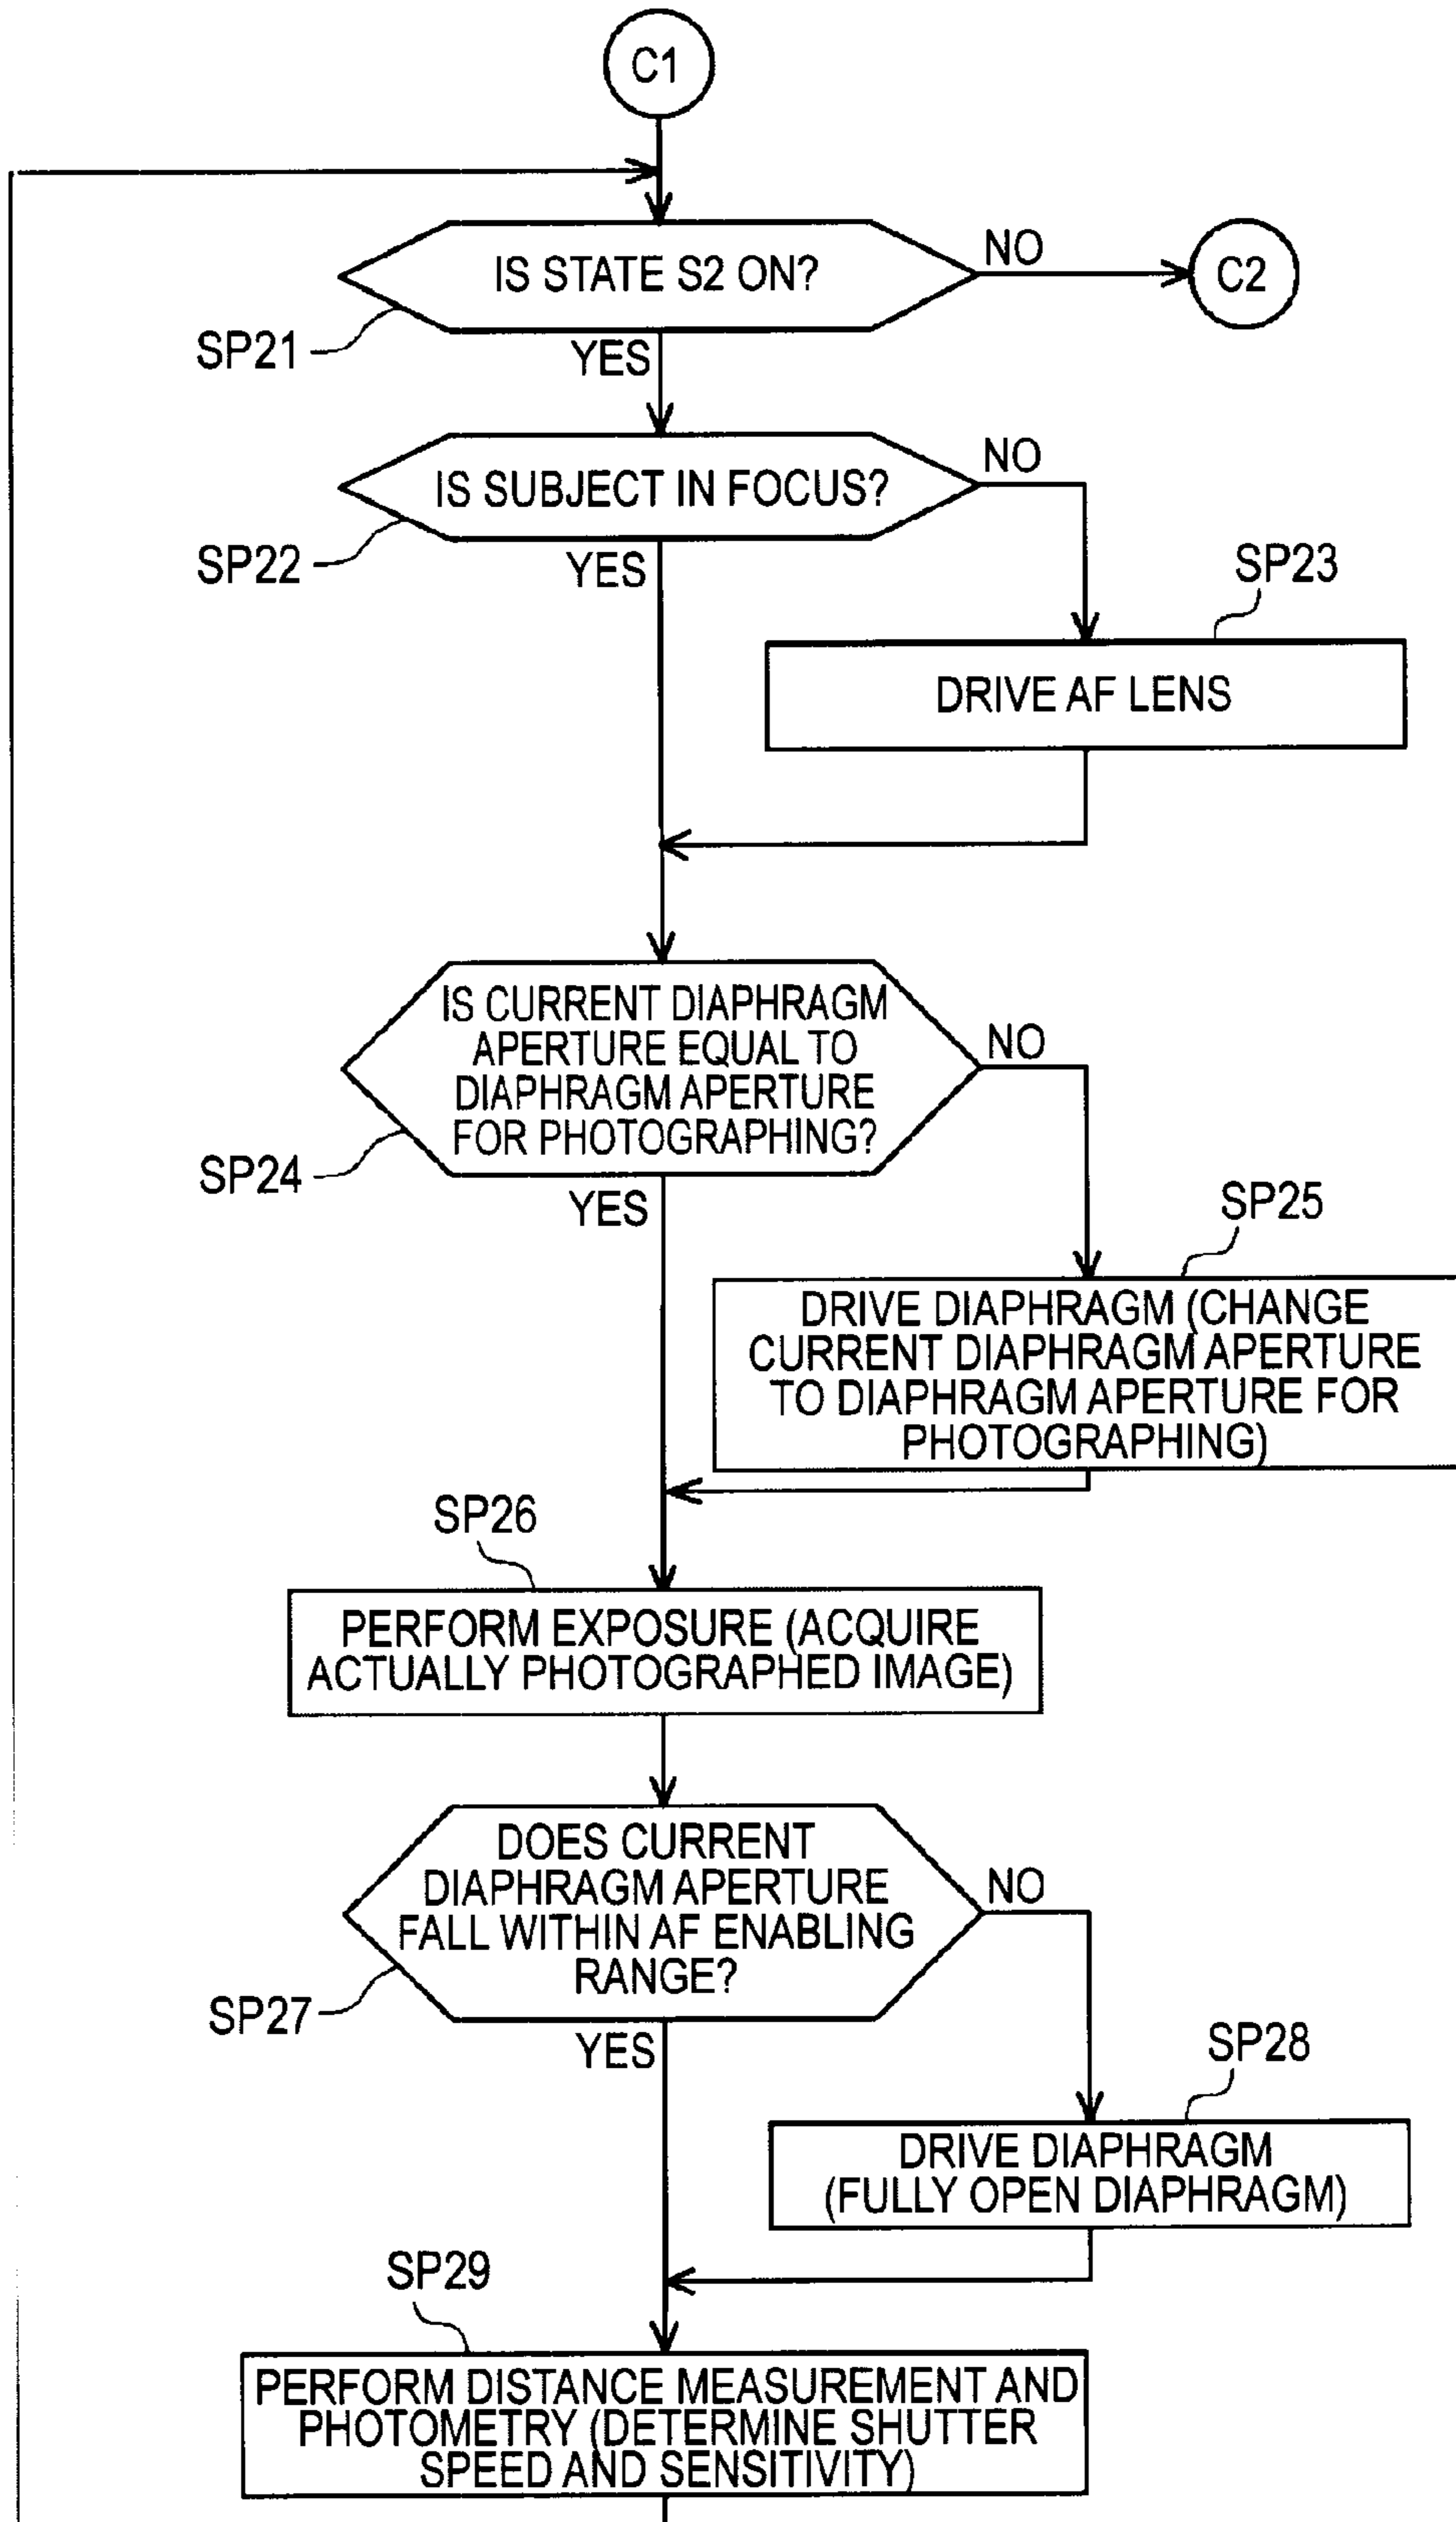 C1
IS STATE S2 ON?
NO
C2
SP21
YES
IS SUBJECT IN FOCUS?
NO
SP22
YES
SP23
DRIVE AF LENS
IS CURRENT DIAPHRAGM
APERTURE EQUAL TO
DIAPHRAGM APERTURE
FOR PHOTOGRAPHING?
NO
SP24
YES
SP25
DRIVE DIAPHRAGM (CHANGE
CURRENT DIAPHRAGM APERTURE
TO DIAPHRAGM APERTURE FOR
PHOTOGRAPHING)
SP26
PERFORM EXPOSURE (ACQUIRE
ACTUALLY PHOTOGRAPHED IMAGE)
DOES CURRENT
DIAPHRAGM APERTURE
FALL WITHIN AF ENABLING
RANGE?
NO
SP27
YES
SP28
DRIVE DIAPHRAGM
(FULLY OPEN DIAPHRAGM)
SP29
PERFORM DISTANCE MEASUREMENT AND
PHOTOMETRY (DETERMINE SHUTTER
SPEED AND SENSITIVITY)